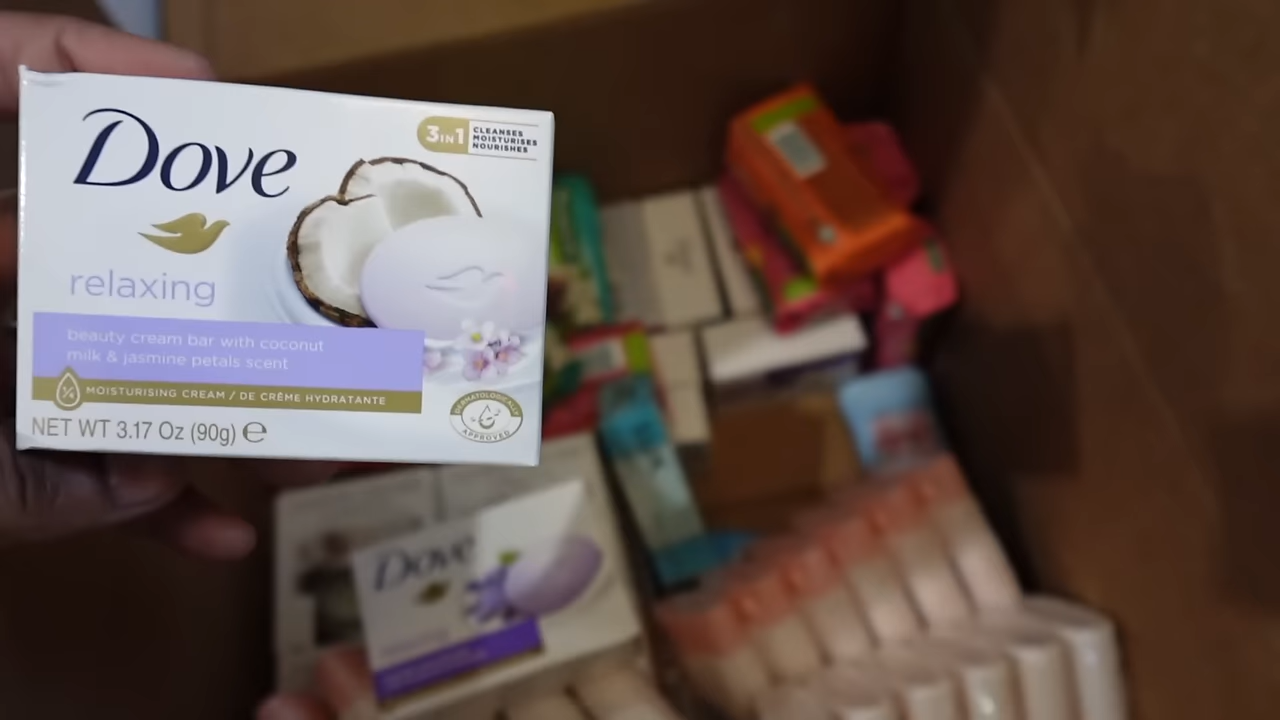 Dove
3 IN 1
CLEANSES
MOISTURISES
NOURISHES
relaxing
beauty cream bar with coconut
milk & jasmine petals scent
1/4 MOISTURISING CREAM / DE CRÈME HYDRATANTE
NET WT 3.17 Oz (90g) ℮
DERMATOLOGICALLY
APPROVED
Dove